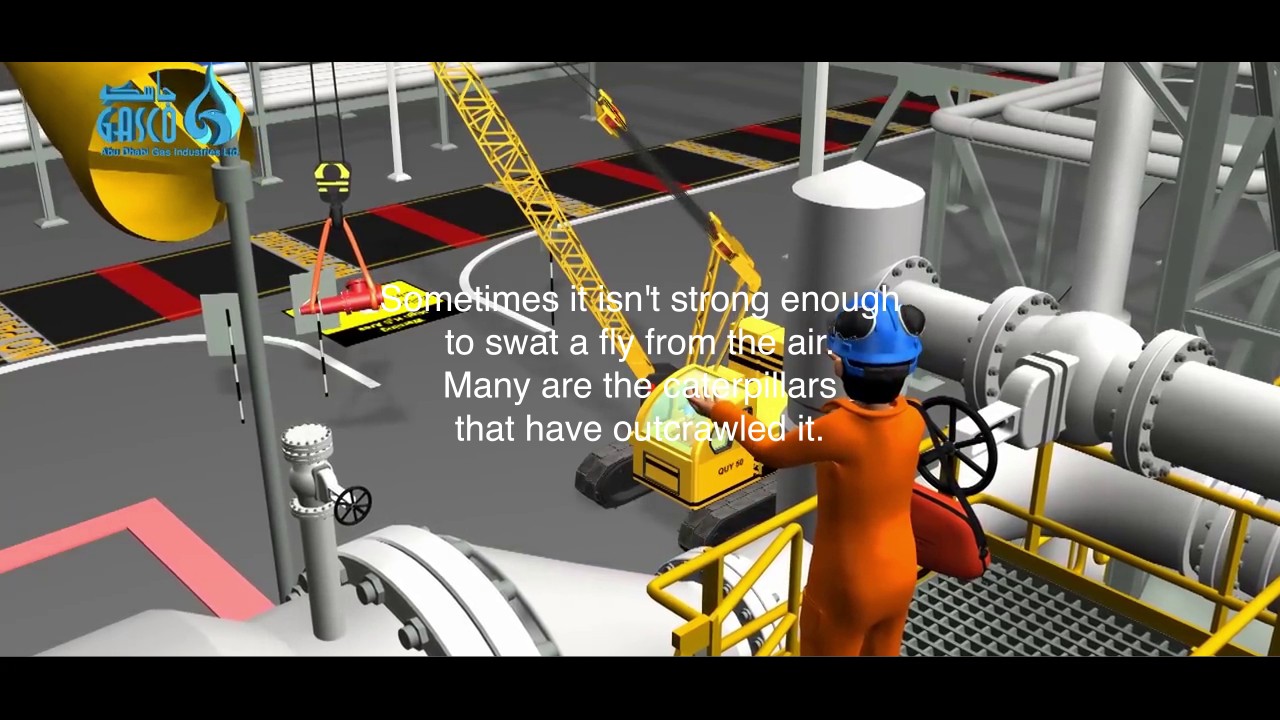 جاسكو
GASCO
Abu Dhabi Gas Industries Ltd.
Sometimes it isn't strong enough
to swat a fly from the air.
Many are the caterpillars
that have outcrawled it.
QUY 50